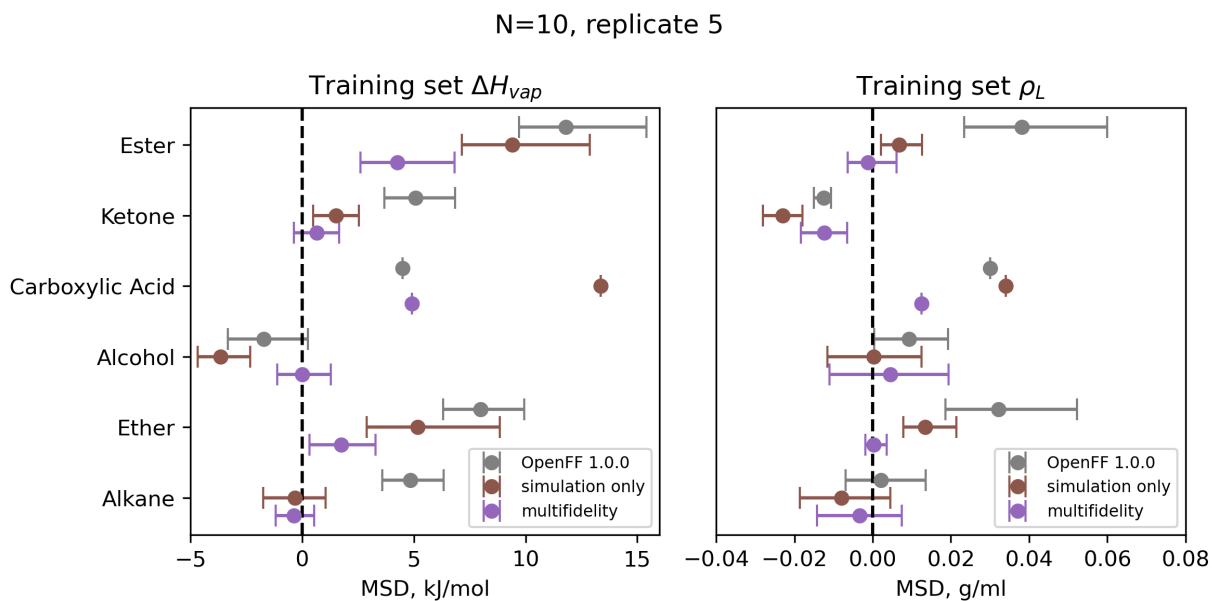 N=10, replicate 5
Training set ΔH_vap
Ester
Ketone
Carboxylic Acid
Alcohol
Ether
Alkane
OpenFF 1.0.0
simulation only
multifidelity
−5 0 5 10 15
MSD, kJ/mol
Training set ρ_L
OpenFF 1.0.0
simulation only
multifidelity
−0.04 −0.02 0.00 0.02 0.04 0.06 0.08
MSD, g/ml